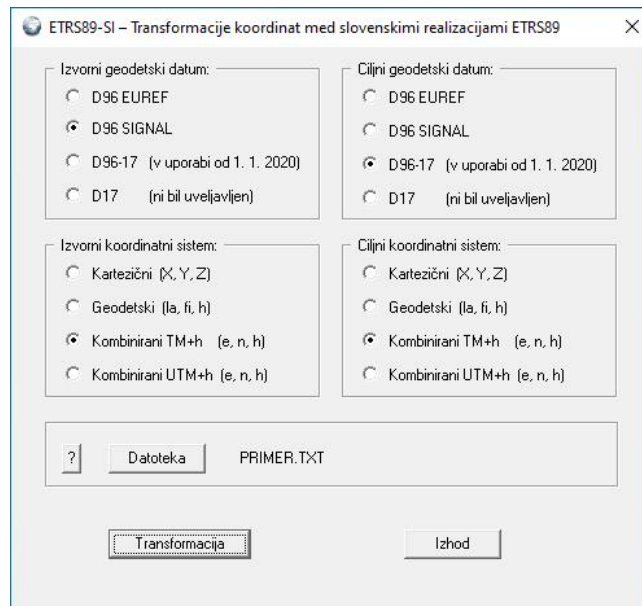 ETRS89-SI – Transformacije koordinat med slovenskimi realizacijami ETRS89
Izvorni geodetski datum:
D96 EUREF
D96 SIGNAL
D96-17 (v uporabi od 1. 1. 2020)
D17 (ni bil uveljavljen)
Ciljni geodetski datum:
D96 EUREF
D96 SIGNAL
D96-17 (v uporabi od 1. 1. 2020)
D17 (ni bil uveljavljen)
Izvorni koordinatni sistem:
Kartezični (X, Y, Z)
Geodetski (la, fi, h)
Kombinirani TM+h (e, n, h)
Kombinirani UTM+h (e, n, h)
Ciljni koordinatni sistem:
Kartezični (X, Y, Z)
Geodetski (la, fi, h)
Kombinirani TM+h (e, n, h)
Kombinirani UTM+h (e, n, h)
? Datoteka PRIMER.TXT
Transformacija Izhod